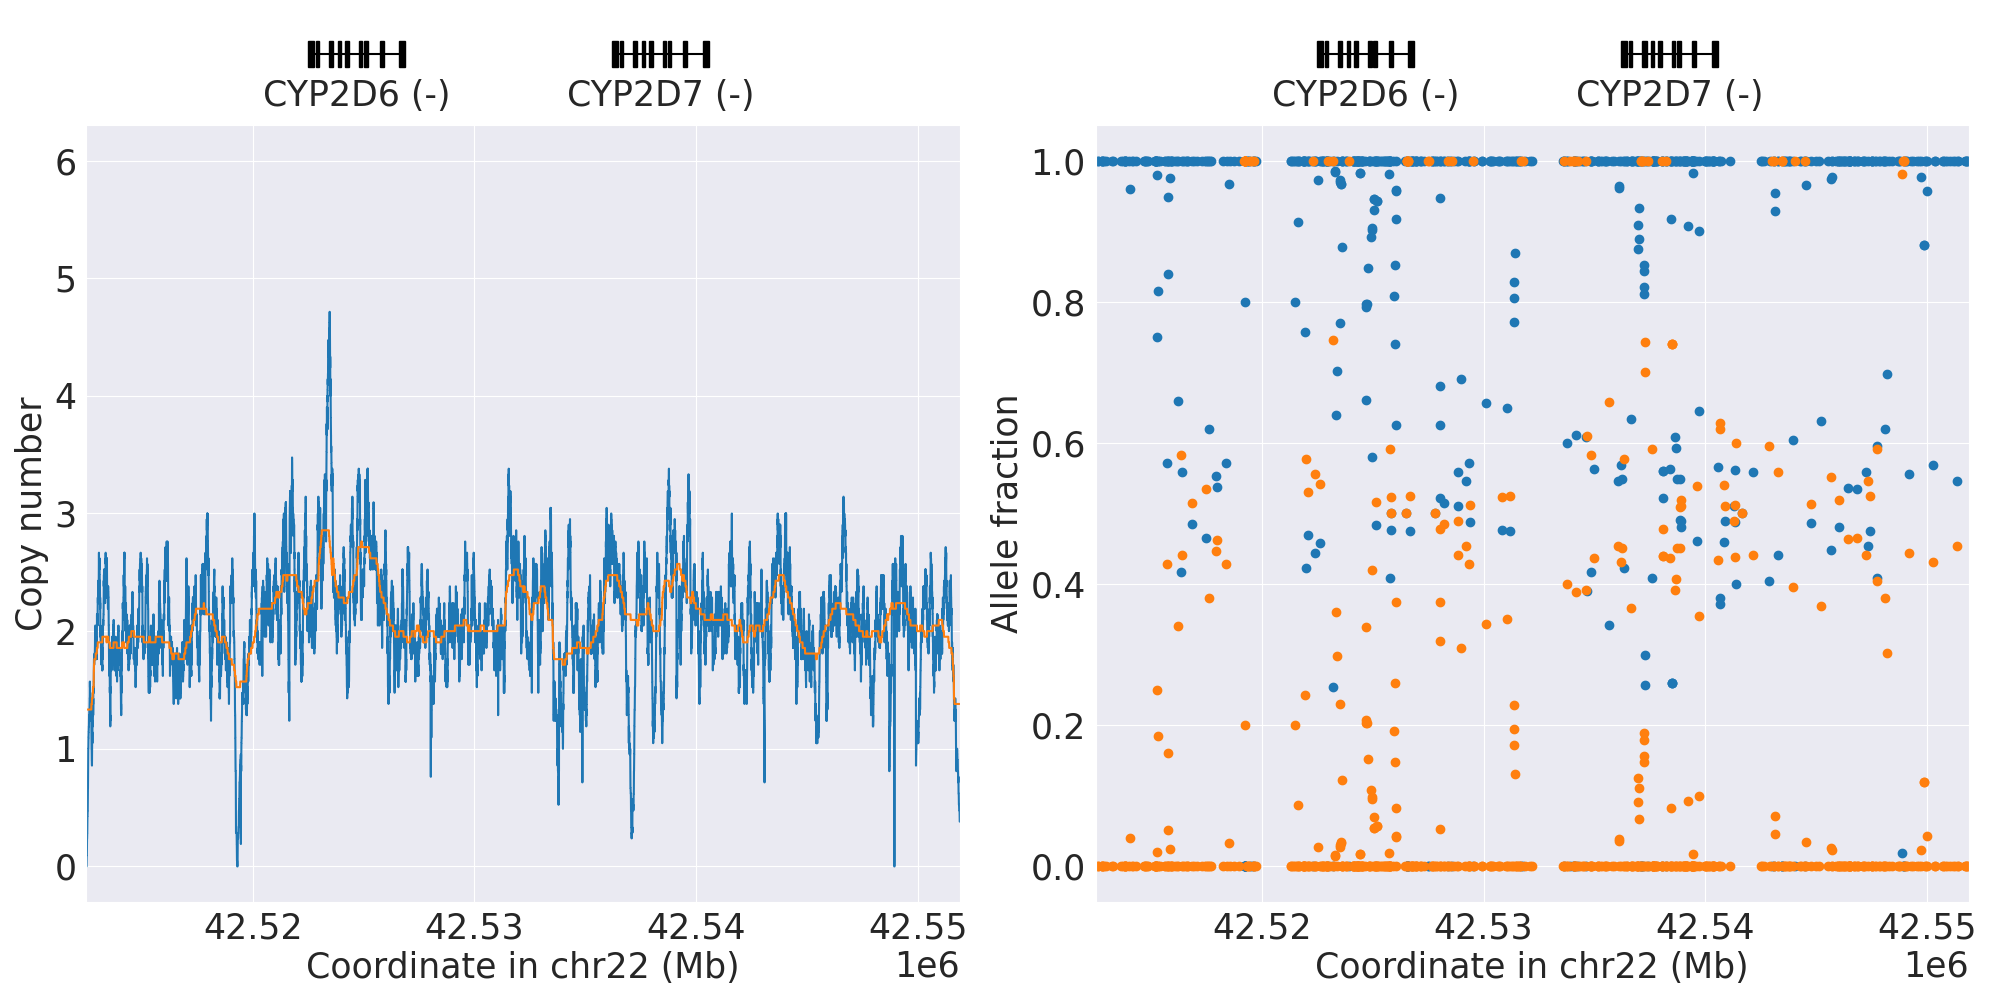 CYP2D6 (-) CYP2D7 (-)
Copy number
6
5
4
3
2
1
0
42.52 42.53 42.54 42.55
Coordinate in chr22 (Mb) 1e6
CYP2D6 (-) CYP2D7 (-)
Allele fraction
1.0
0.8
0.6
0.4
0.2
0.0
42.52 42.53 42.54 42.55
Coordinate in chr22 (Mb) 1e6